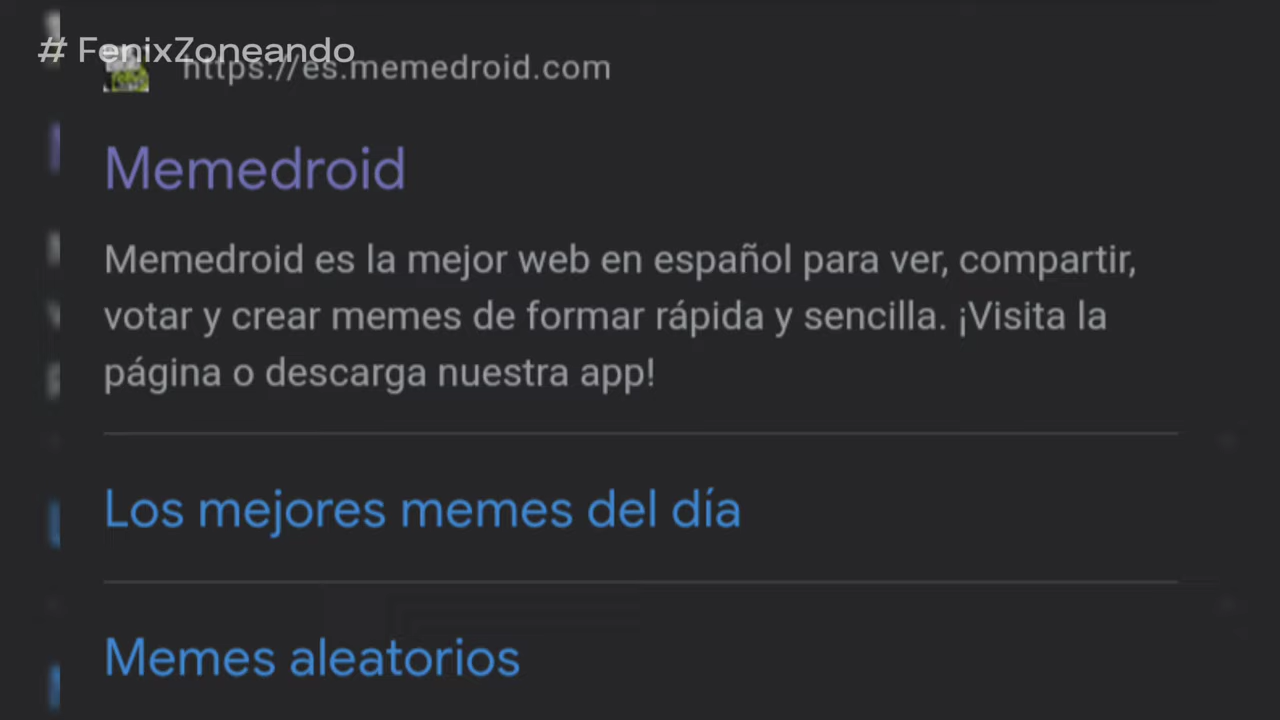 # FenixZoneando
https://es.memedroid.com
Memedroid
Memedroid es la mejor web en español para ver, compartir,
votar y crear memes de formar rápida y sencilla. ¡Visita la
página o descarga nuestra app!
Los mejores memes del día
Memes aleatorios